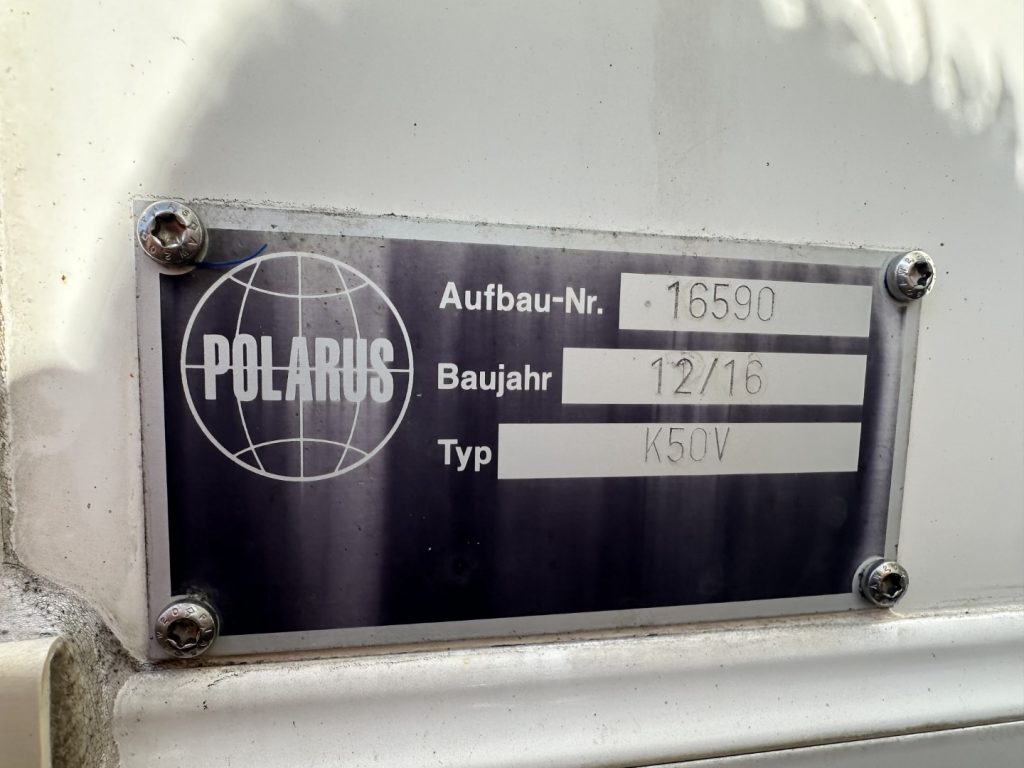 POLARUS
Aufbau-Nr. 16590
Baujahr 12/16
Typ K50V